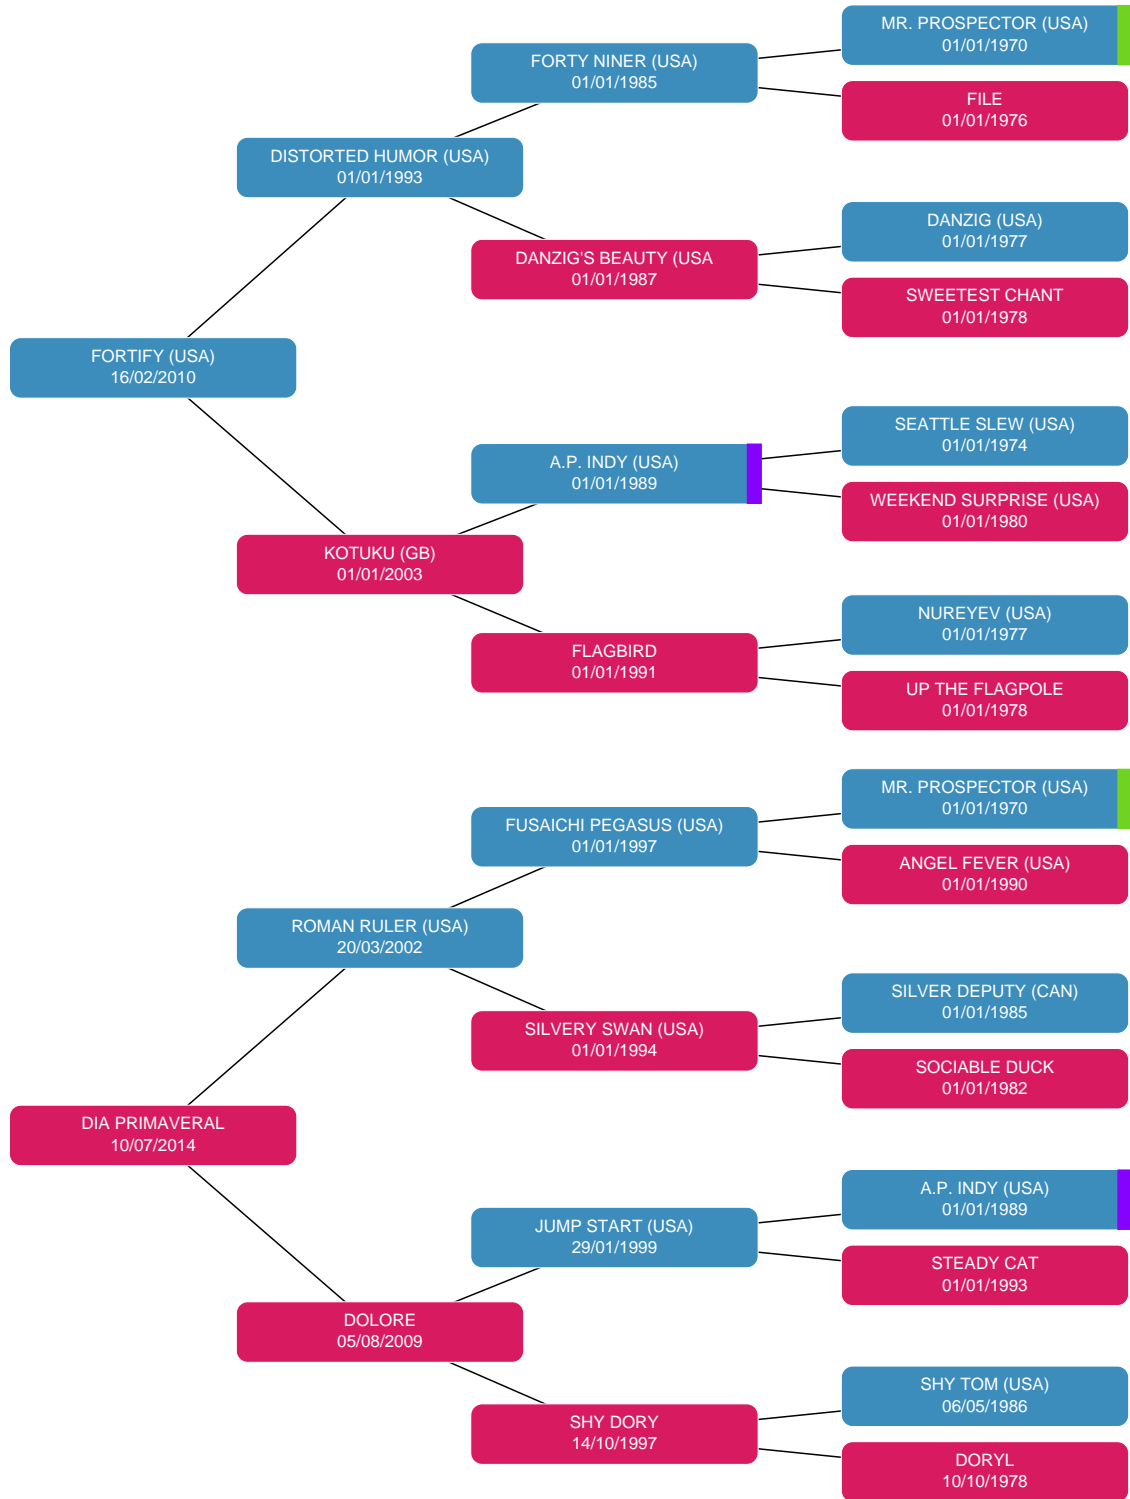 MR. PROSPECTOR (USA)
01/01/1970
FORTY NINER (USA)
01/01/1985
FILE
01/01/1976
DISTORTED HUMOR (USA)
01/01/1993
DANZIG (USA)
01/01/1977
DANZIG'S BEAUTY (USA
01/01/1987
SWEETEST CHANT
01/01/1978
FORTIFY (USA)
16/02/2010
SEATTLE SLEW (USA)
01/01/1974
A.P. INDY (USA)
01/01/1989
WEEKEND SURPRISE (USA)
01/01/1980
KOTUKU (GB)
01/01/2003
NUREYEV (USA)
01/01/1977
FLAGBIRD
01/01/1991
UP THE FLAGPOLE
01/01/1978
MR. PROSPECTOR (USA)
01/01/1970
FUSAICHI PEGASUS (USA)
01/01/1997
ANGEL FEVER (USA)
01/01/1990
ROMAN RULER (USA)
20/03/2002
SILVER DEPUTY (CAN)
01/01/1985
SILVERY SWAN (USA)
01/01/1994
SOCIABLE DUCK
01/01/1982
DIA PRIMAVERAL
10/07/2014
A.P. INDY (USA)
01/01/1989
JUMP START (USA)
29/01/1999
STEADY CAT
01/01/1993
DOLORE
05/08/2009
SHY TOM (USA)
06/05/1986
SHY DORY
14/10/1997
DORYL
10/10/1978